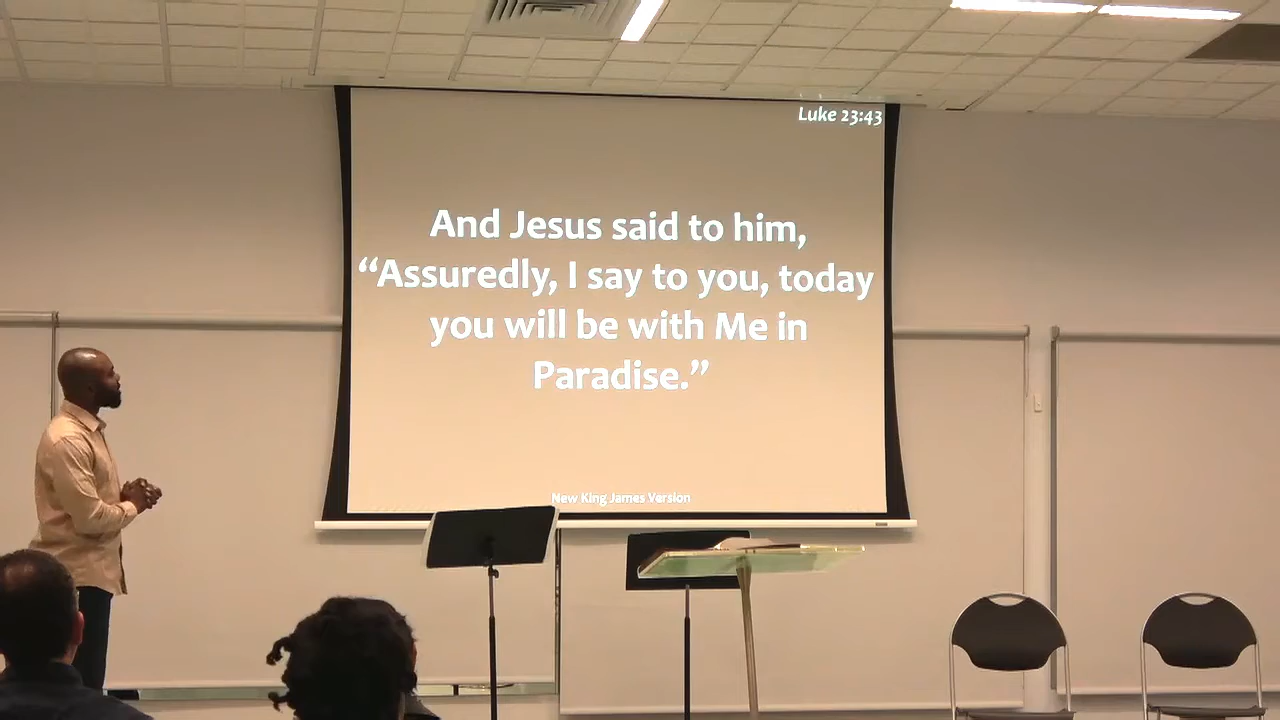 Luke 23:43
And Jesus said to him,
“Assuredly, I say to you, today
you will be with Me in
Paradise.”
New King James Version